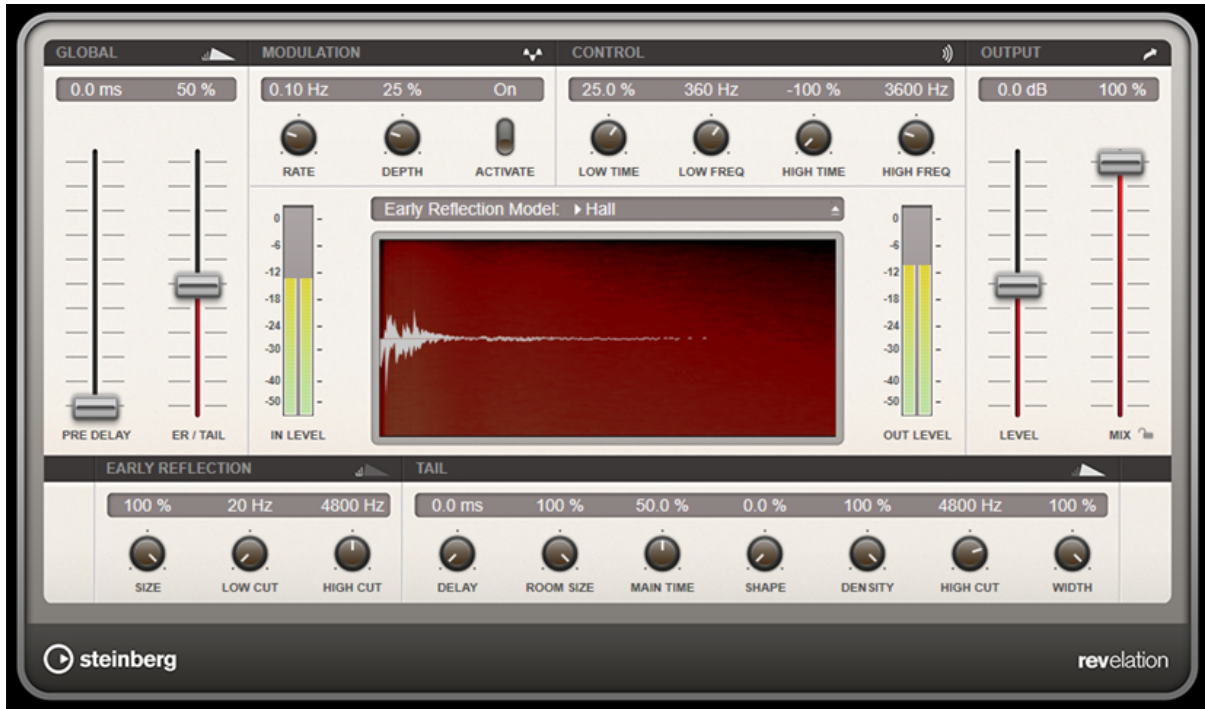 GLOBAL
MODULATION
CONTROL
OUTPUT
0.0 ms 50 %
0.10 Hz 25 % On
25.0 % 360 Hz -100 % 3600 Hz
0.0 dB 100 %
RATE DEPTH ACTIVATE
LOW TIME LOW FREQ HIGH TIME HIGH FREQ
Early Reflection Model: Hall
0
-6
-12
-18
-24
-30
-40
-50
0
-6
-12
-18
-24
-30
-40
-50
PRE DELAY ER / TAIL
IN LEVEL
OUT LEVEL
LEVEL MIX
EARLY REFLECTION
TAIL
100 % 20 Hz 4800 Hz
0.0 ms 100 % 50.0 % 0.0 % 100 % 4800 Hz 100 %
SIZE LOW CUT HIGH CUT
DELAY ROOM SIZE MAIN TIME SHAPE DENSITY HIGH CUT WIDTH
steinberg
revelation